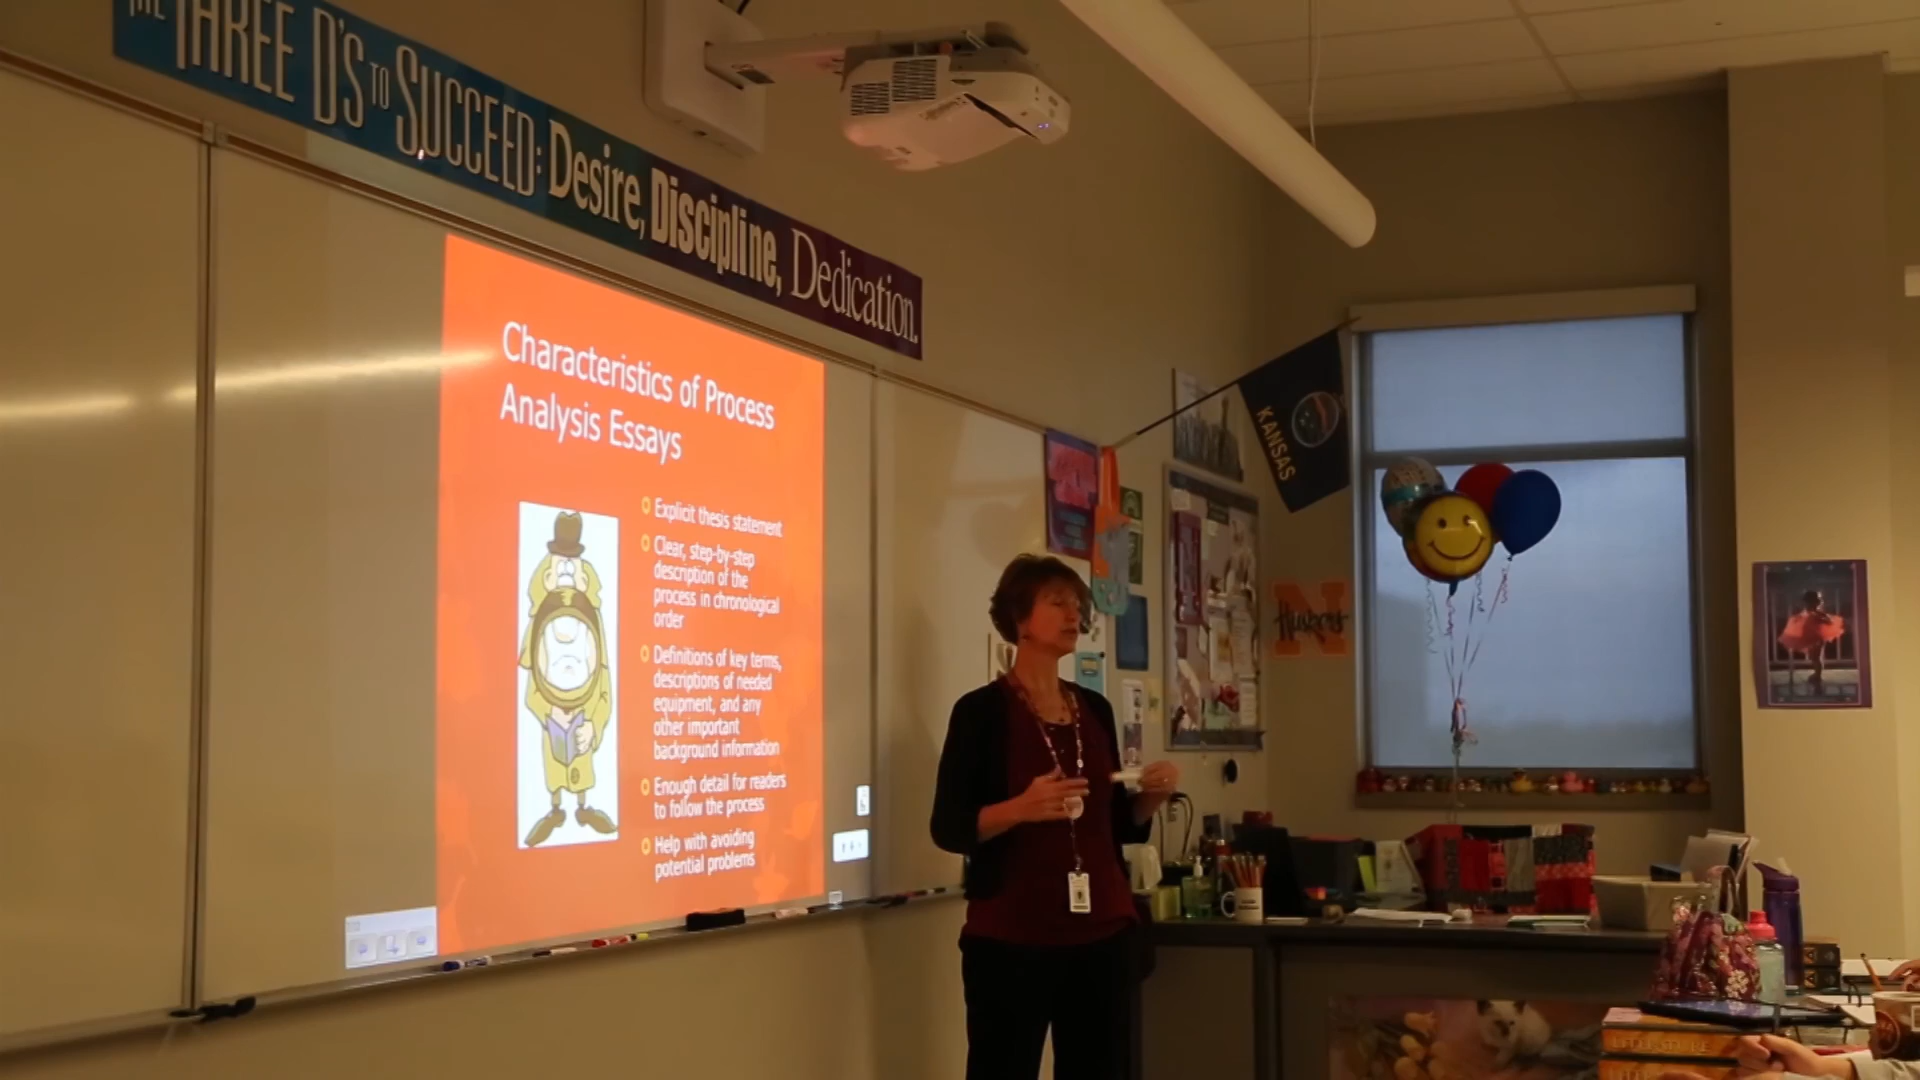 THE THREE D'S TO SUCCEED: Desire, Discipline, Dedication.
Characteristics of Process
Analysis Essays
Explicit thesis statement
Clear, step-by-step
description of the
process in chronological
order
Definitions of key terms,
descriptions of needed
equipment, and any
other important
background information
Enough detail for readers
to follow the process
Help with avoiding
potential problems
KANSAS
N
Huskers
LITERATURE